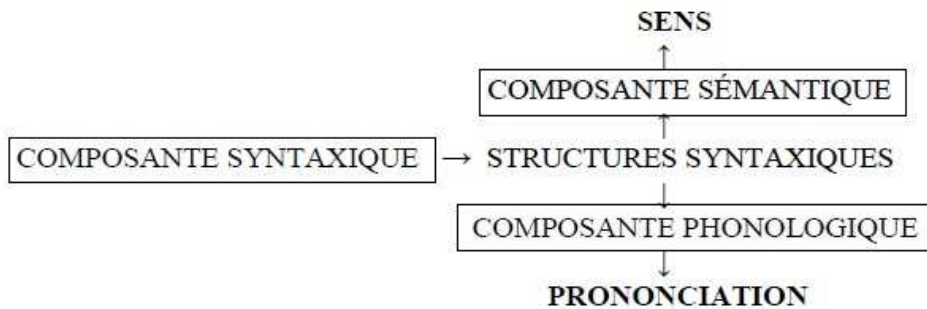 SENS
↑
COMPOSANTE SÉMANTIQUE
↑
COMPOSANTE SYNTAXIQUE → STRUCTURES SYNTAXIQUES
↓
COMPOSANTE PHONOLOGIQUE
↓
PRONONCIATION